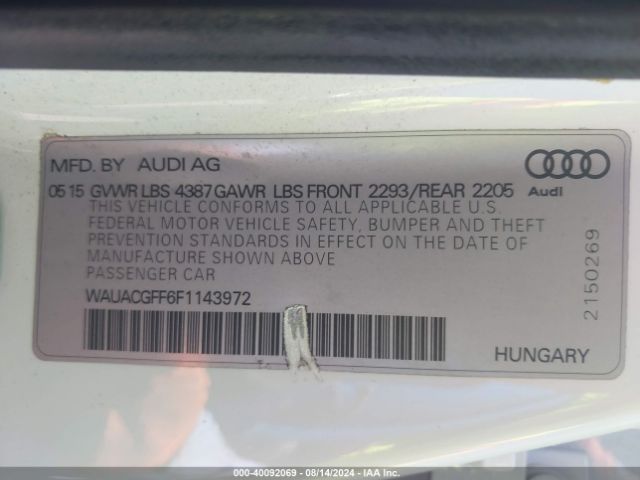 MFD. BY AUDI AG
05 15 GVWR LBS 4387 GAWR LBS FRONT 2293/REAR 2205
Audi
THIS VEHICLE CONFORMS TO ALL APPLICABLE U.S.
FEDERAL MOTOR VEHICLE SAFETY, BUMPER AND THEFT
PREVENTION STANDARDS IN EFFECT ON THE DATE OF
MANUFACTURE SHOWN ABOVE
PASSENGER CAR
WAUACGFF6F1143972
2150269
HUNGARY
000-40092069 - 08/14/2024 - IAA Inc.